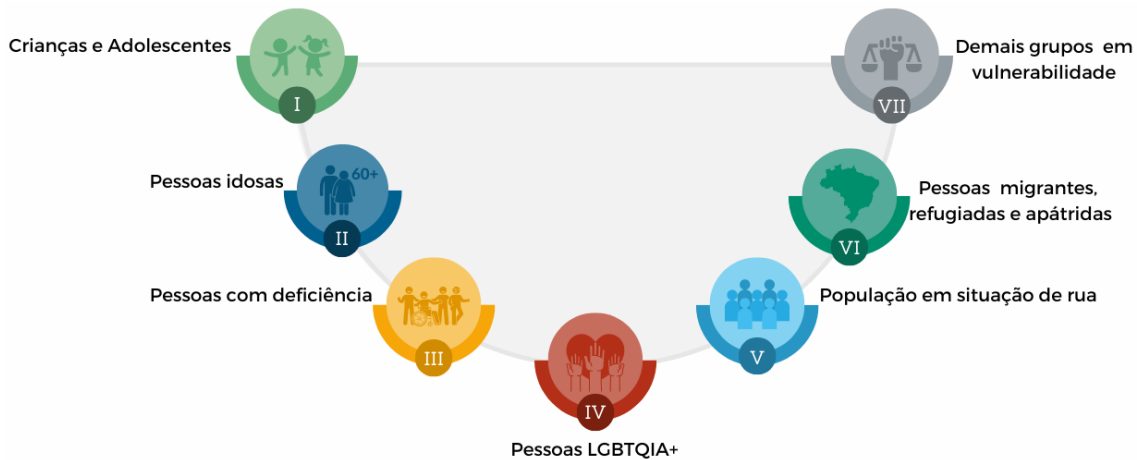 Crianças e Adolescentes
I
Pessoas idosas
60+
II
Pessoas com deficiência
III
Pessoas LGBTQIA+
IV
População em situação de rua
V
Pessoas migrantes,
refugiadas e apátridas
VI
Demais grupos em
vulnerabilidade
VII